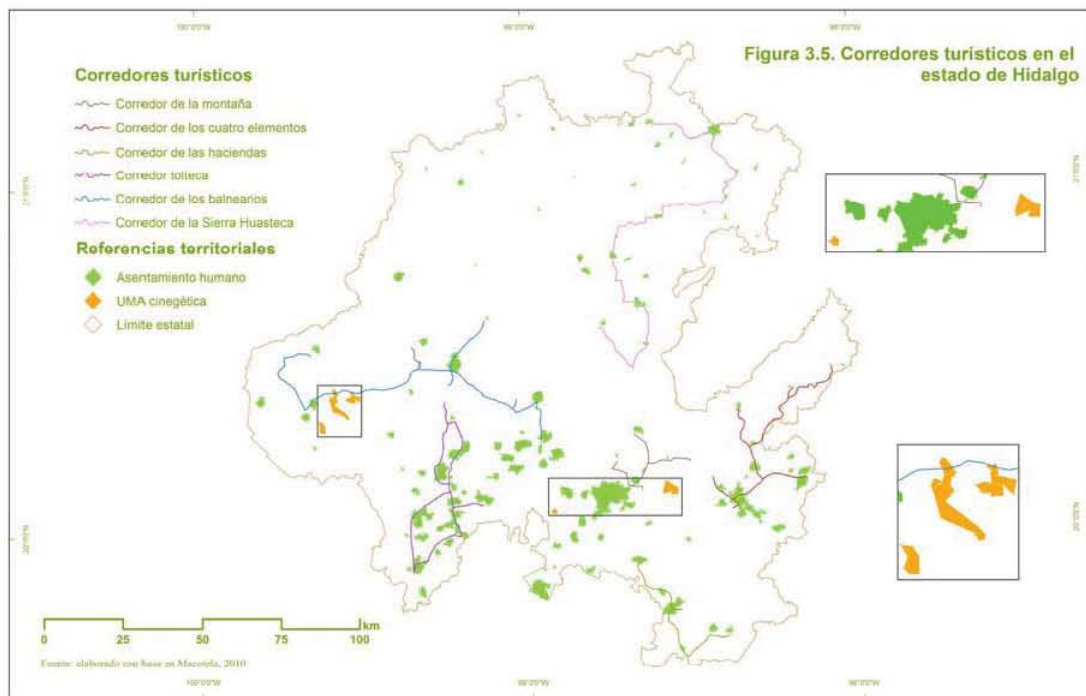 Figura 3.5. Corredores turísticos en el
estado de Hidalgo
Corredores turísticos
Corredor de la montaña
Corredor de los cuatro elementos
Corredor de las haciendas
Corredor tolteca
Corredor de los balnearios
Corredor de la Sierra Huasteca
Referencias territoriales
Asentamiento humano
UMA cinegética
Límite estatal
km
0 25 50 75 100
Fuente: elaborado con base en Macotela, 2010